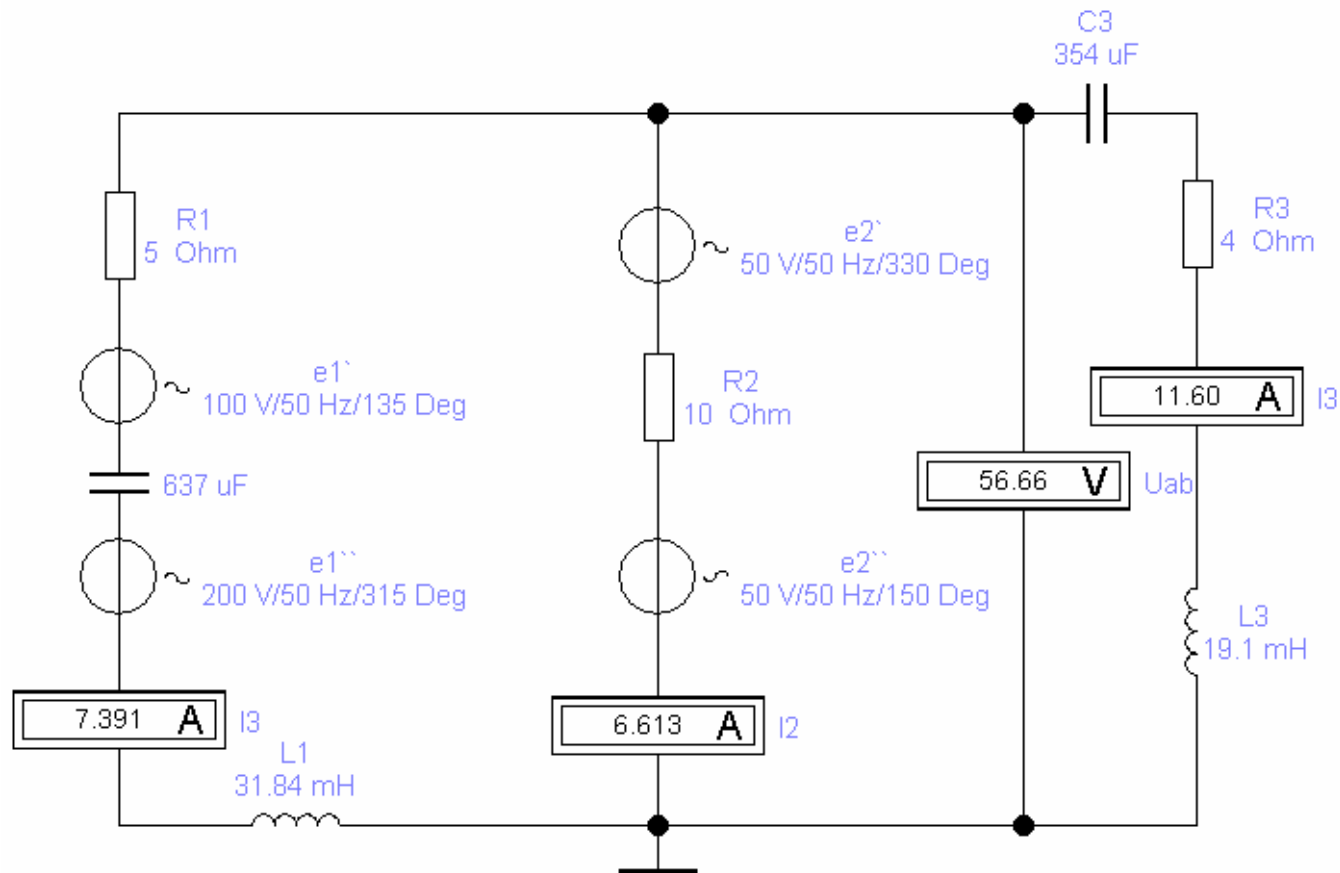 C3
354 uF
R1
5 Ohm
e1`
100 V/50 Hz/135 Deg
637 uF
e1``
200 V/50 Hz/315 Deg
7.391 A
I3
L1
31.84 mH
e2`
50 V/50 Hz/330 Deg
R2
10 Ohm
e2``
50 V/50 Hz/150 Deg
6.613 A
I2
56.66 V
Uab
R3
4 Ohm
11.60 A
I3
L3
19.1 mH